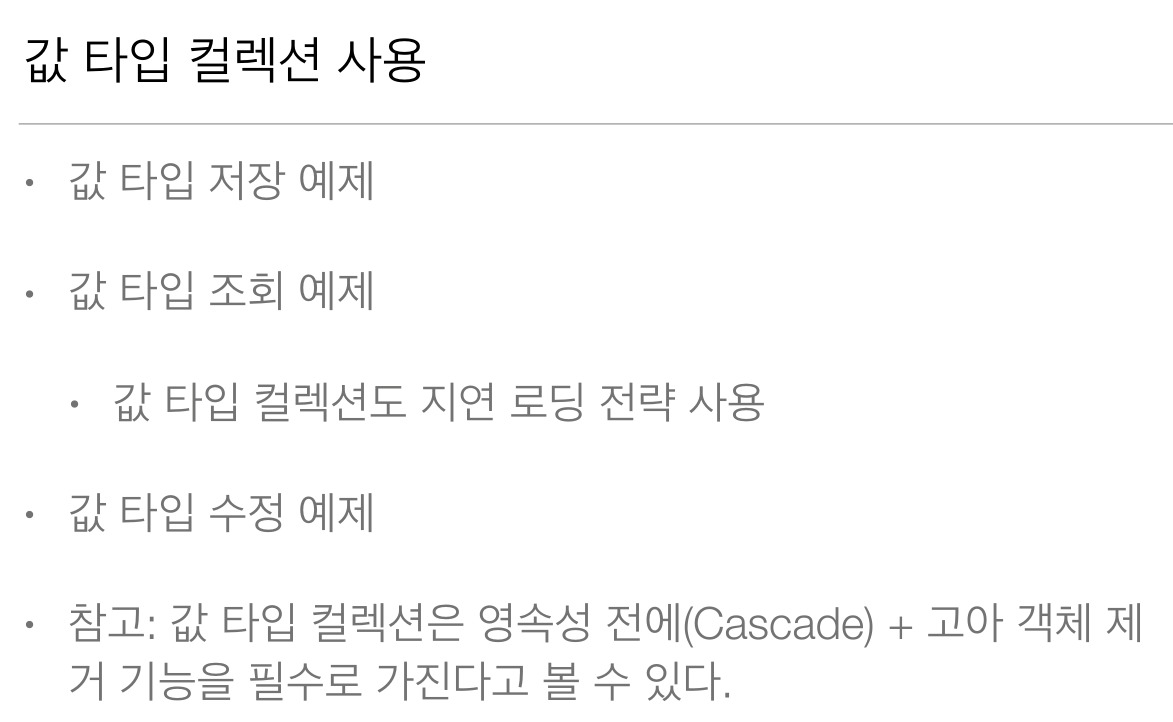 값 타입 컬렉션 사용
• 값 타입 저장 예제
• 값 타입 조회 예제
• 값 타입 컬렉션도 지연 로딩 전략 사용
• 값 타입 수정 예제
• 참고: 값 타입 컬렉션은 영속성 전에(Cascade) + 고아 객체 제
거 기능을 필수로 가진다고 볼 수 있다.